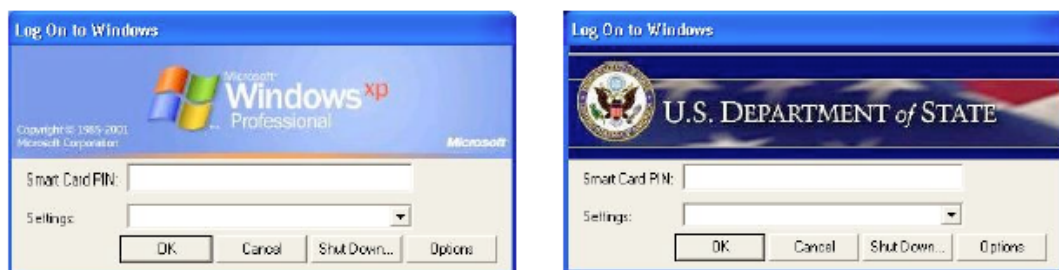 Log On to Windows
Microsoft
Windows xp
Professional
Copyright © 1985-2001
Microsoft Corporation
Microsoft
Smart Card PIN:
Settings:
OK Cancel Shut Down... Options
Log On to Windows
U.S. DEPARTMENT of STATE
Smart Card PIN:
Settings:
OK Cancel Shut Down... Options